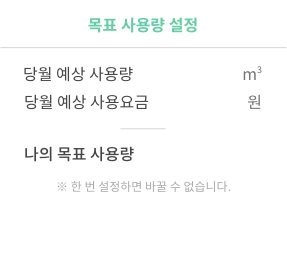 목표 사용량 설정
당월 예상 사용량 m³
당월 예상 사용요금 원
나의 목표 사용량
※ 한 번 설정하면 바꿀 수 없습니다.